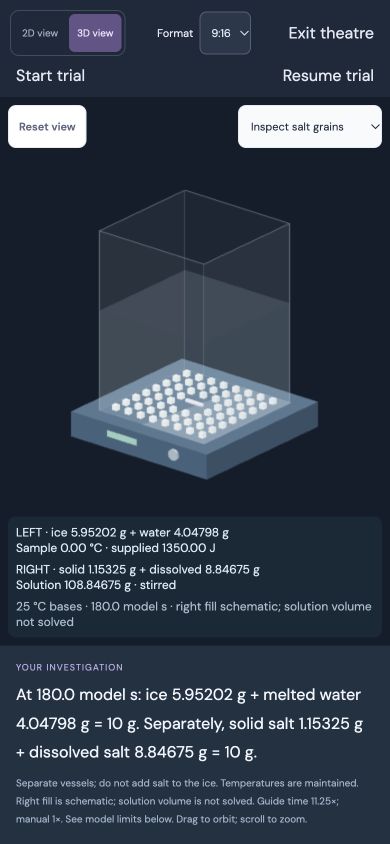 2D view 3D view Format 9:16 Exit theatre
Start trial Resume trial
Reset view Inspect salt grains
LEFT · ice 5.95202 g + water 4.04798 g
Sample 0.00 °C · supplied 1350.00 J
RIGHT · solid 1.15325 g + dissolved 8.84675 g
Solution 108.84675 g · stirred
25 °C bases · 180.0 model s · right fill schematic; solution volume
not solved
YOUR INVESTIGATION
At 180.0 model s: ice 5.95202 g + melted water
4.04798 g = 10 g. Separately, solid salt 1.15325 g
+ dissolved salt 8.84675 g = 10 g.
Separate vessels; do not add salt to the ice. Temperatures are maintained.
Right fill is schematic; solution volume is not solved. Guide time 11.25×;
manual 1×. See model limits below. Drag to orbit; scroll to zoom.